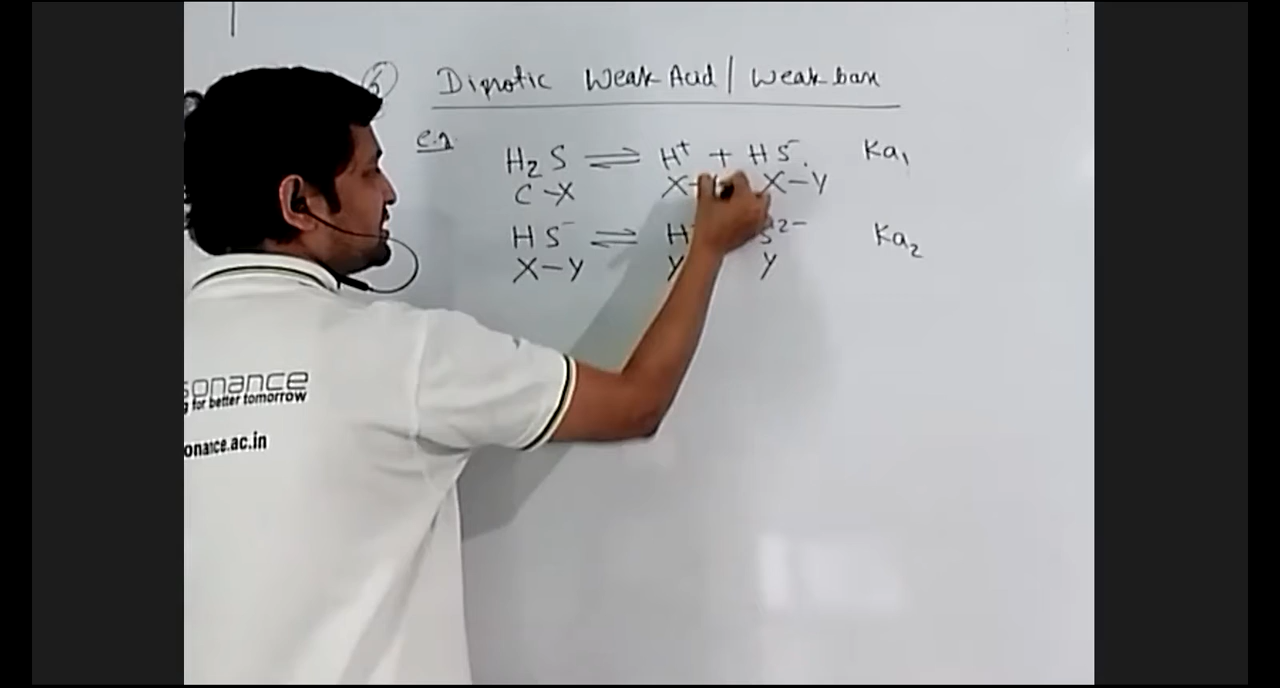 Diprotic Weak Acid / Weak base
e.g. H₂S ⇌ H⁺ + HS⁻. Ka₁
C-X X- X-Y
HS⁻ ⇌ H S²⁻ Ka₂
X-Y Y Y
sonance
g for better tomorrow
onance.ac.in